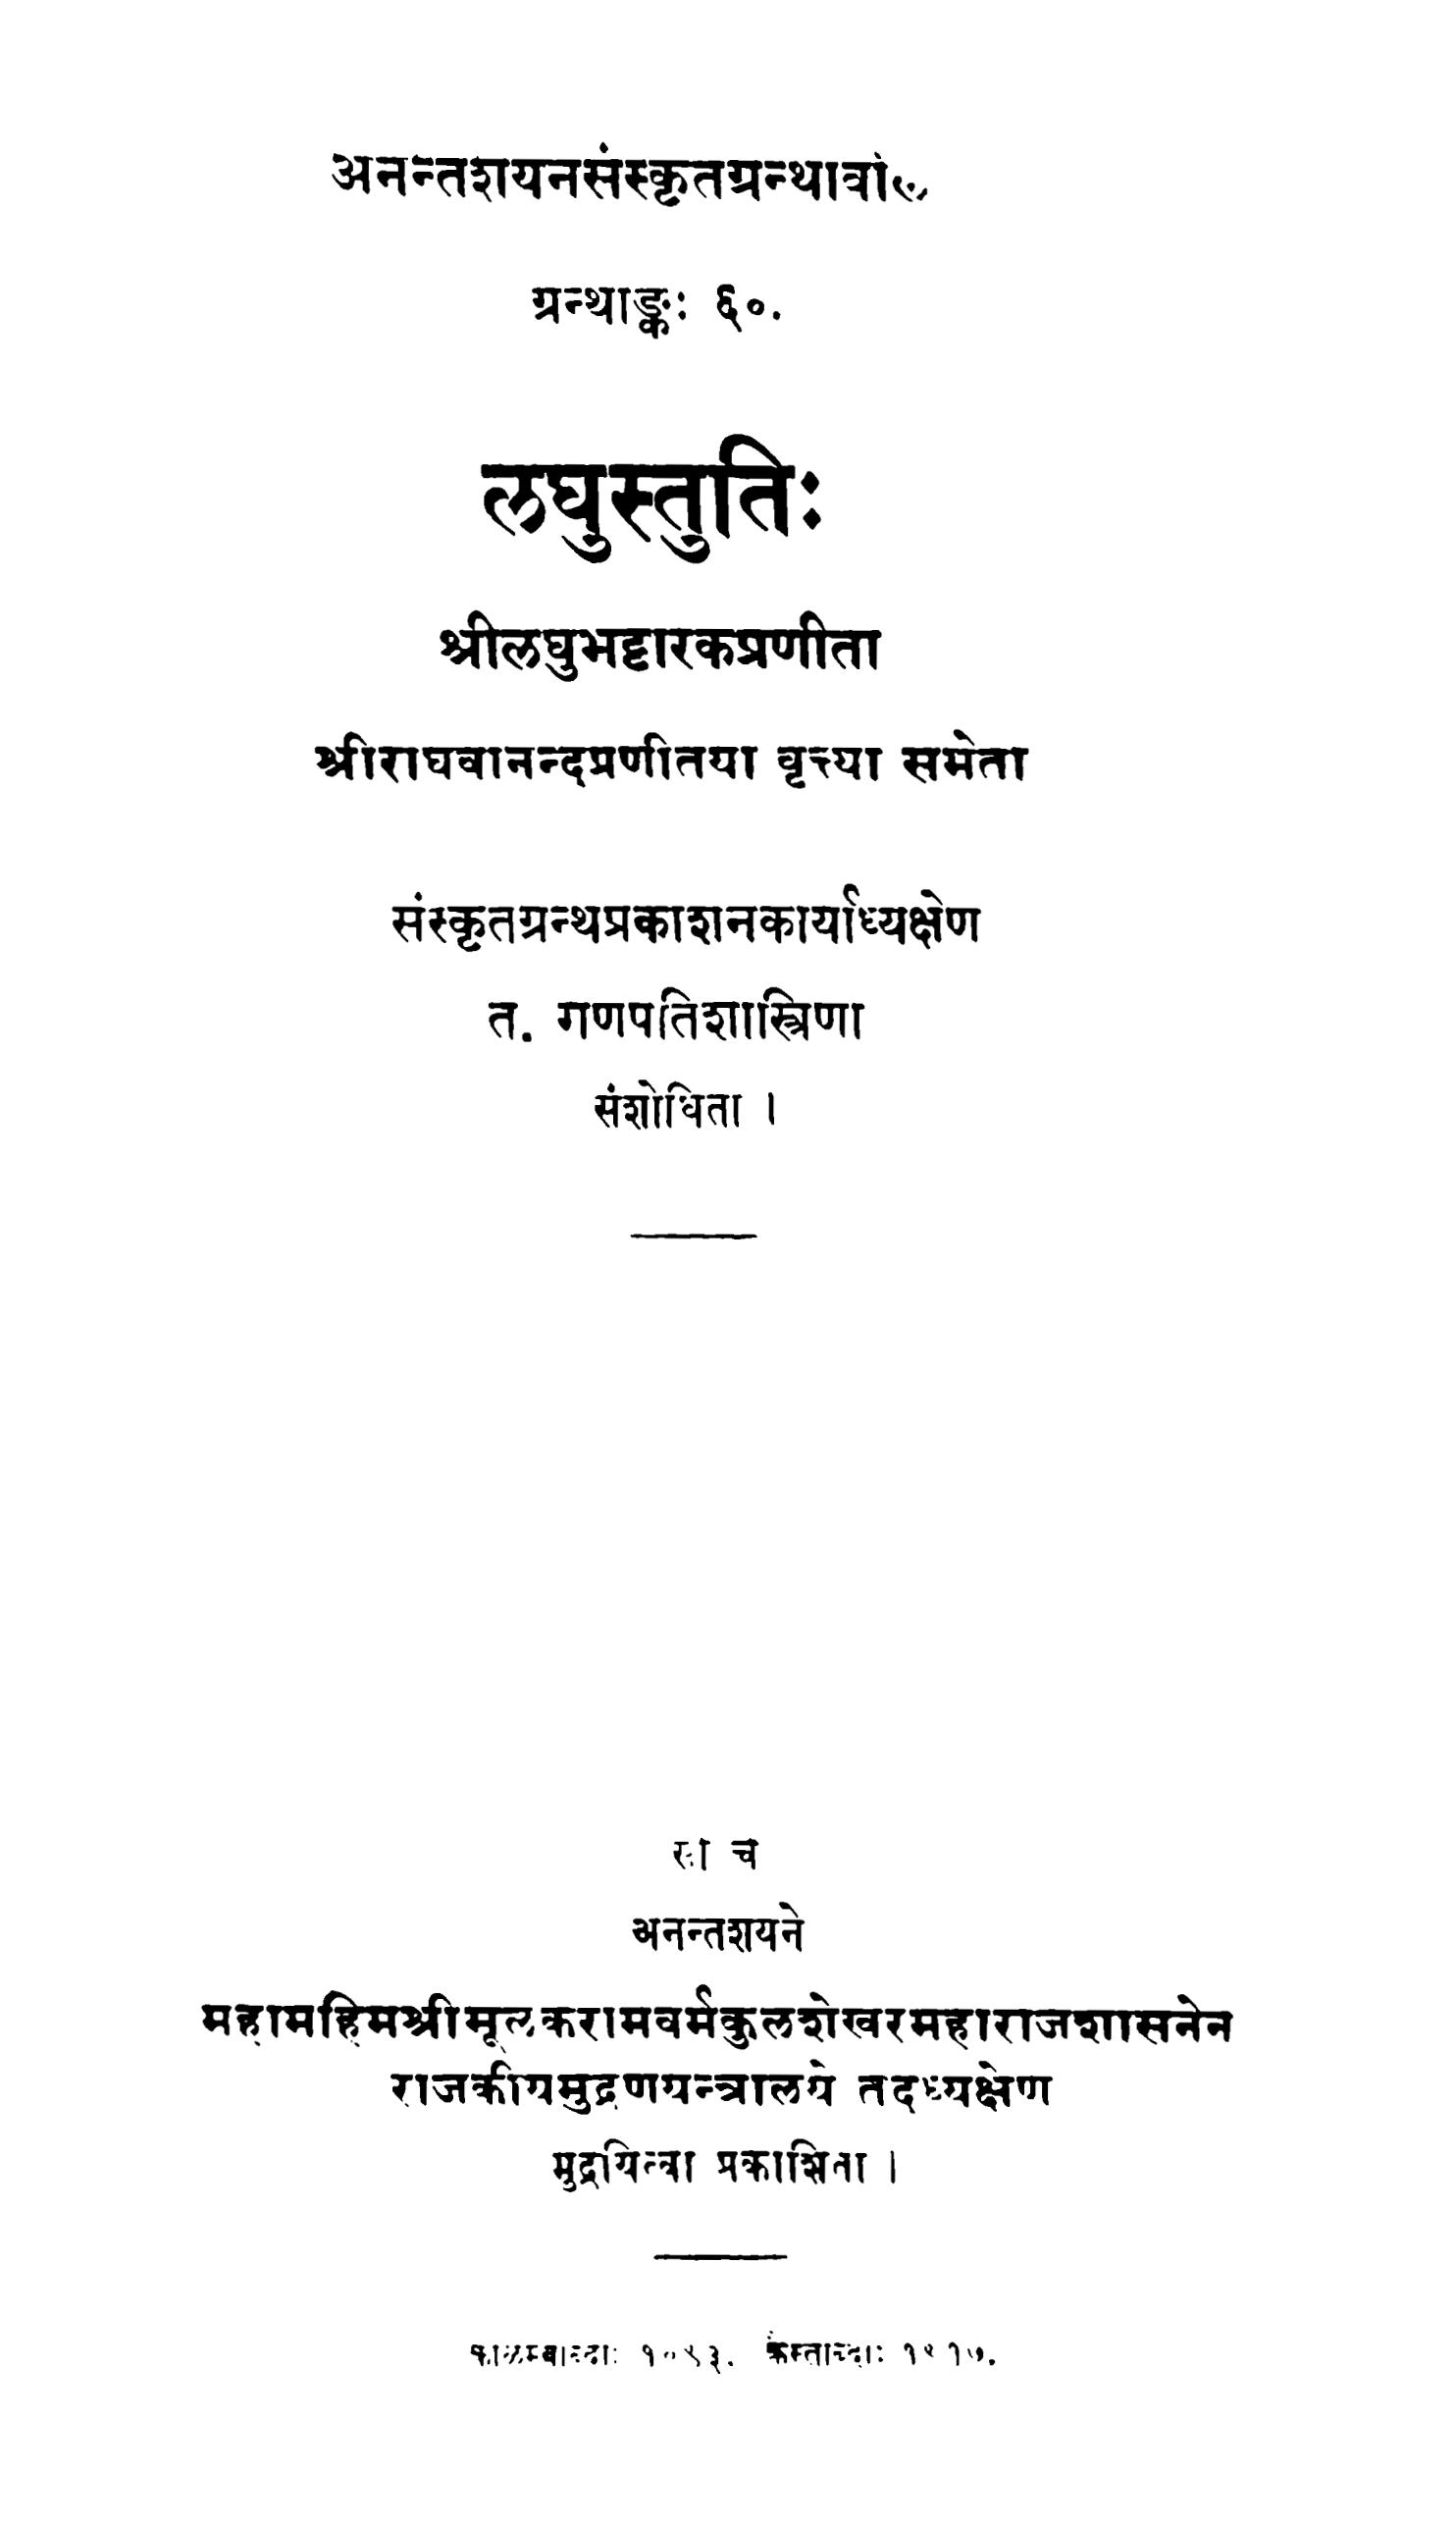 अनन्तशयनसंस्कृतग्रन्थावलिः
ग्रन्थाङ्कः ६०.
लघुस्तुतिः
श्रीलघुभट्टारकप्रणीता
श्रीराघवानन्दप्रणीतया वृत्त्या समेता
संस्कृतग्रन्थप्रकाशनकार्याध्यक्षेण
त. गणपतिशास्त्रिणा
संशोधिता ।
सा च
अनन्तशयने
महामहिमश्रीमूलकरामवर्मकुलशेखरमहाराजशासनेन
राजकीयमुद्रणयन्त्रालये तदध्यक्षेण
मुद्रयित्वा प्रकाशिता ।
कोळम्बाब्दाः १०९३. क्रैस्ताब्दाः १९१७.